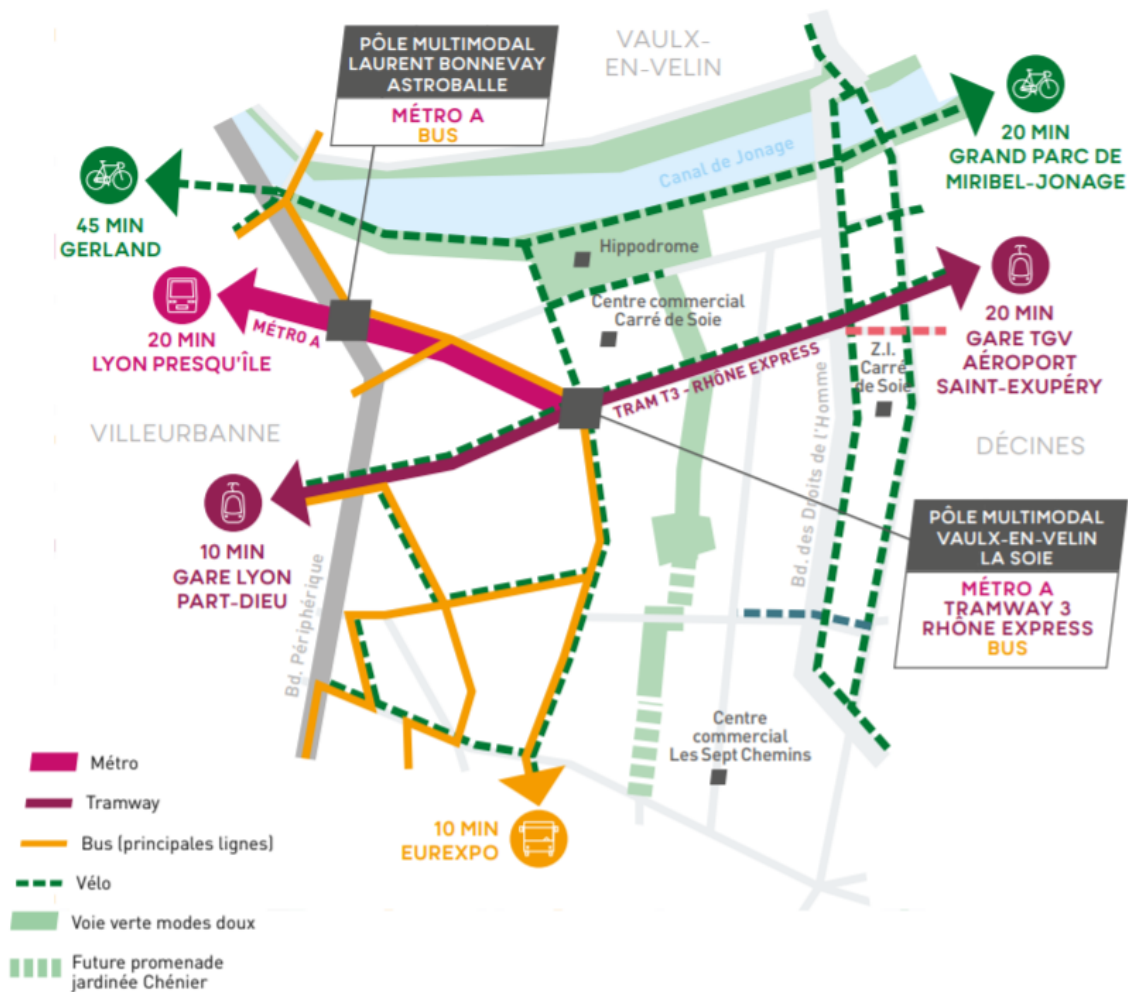 PÔLE MULTIMODAL
LAURENT BONNEVAY
ASTROBALLE
MÉTRO A
BUS
VAULX-
EN-VELIN
20 MIN
GRAND PARC DE
MIRIBEL-JONAGE
Canal de Jonage
45 MIN
GERLAND
Hippodrome
20 MIN
LYON PRESQU'ÎLE
MÉTRO A
Centre commercial
Carré de Soie
20 MIN
GARE TGV
AÉROPORT
SAINT-EXUPÉRY
TRAM T3 - RHÔNE EXPRESS
Z.I.
Carré
de Soie
VILLEURBANNE
DÉCINES
Bd. des Droits de l'Homme
10 MIN
GARE LYON
PART-DIEU
Bd. Périphérique
PÔLE MULTIMODAL
VAULX-EN-VELIN
LA SOIE
MÉTRO A
TRAMWAY 3
RHÔNE EXPRESS
BUS
Centre
commercial
Les Sept Chemins
10 MIN
EUREXPO
Métro
Tramway
Bus (principales lignes)
Vélo
Voie verte modes doux
Future promenade
jardinée Chénier